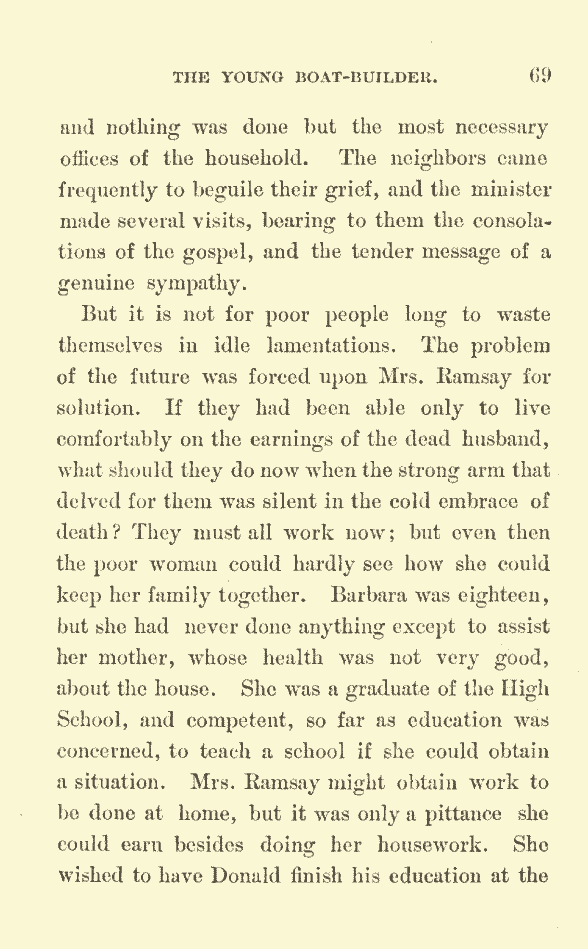 THE YOUNG BOAT-BUILDER. 69
and nothing was done but the most necessary
offices of the household. The neighbors came
frequently to beguile their grief, and the minister
made several visits, bearing to them the consola-
tions of the gospel, and the tender message of a
genuine sympathy.
But it is not for poor people long to waste
themselves in idle lamentations. The problem
of the future was forced upon Mrs. Ramsay for
solution. If they had been able only to live
comfortably on the earnings of the dead husband,
what should they do now when the strong arm that
delved for them was silent in the cold embrace of
death? They must all work now; but even then
the poor woman could hardly see how she could
keep her family together. Barbara was eighteen,
but she had never done anything except to assist
her mother, whose health was not very good,
about the house. She was a graduate of the High
School, and competent, so far as education was
concerned, to teach a school if she could obtain
a situation. Mrs. Ramsay might obtain work to
be done at home, but it was only a pittance she
could earn besides doing her housework. She
wished to have Donald finish his education at the